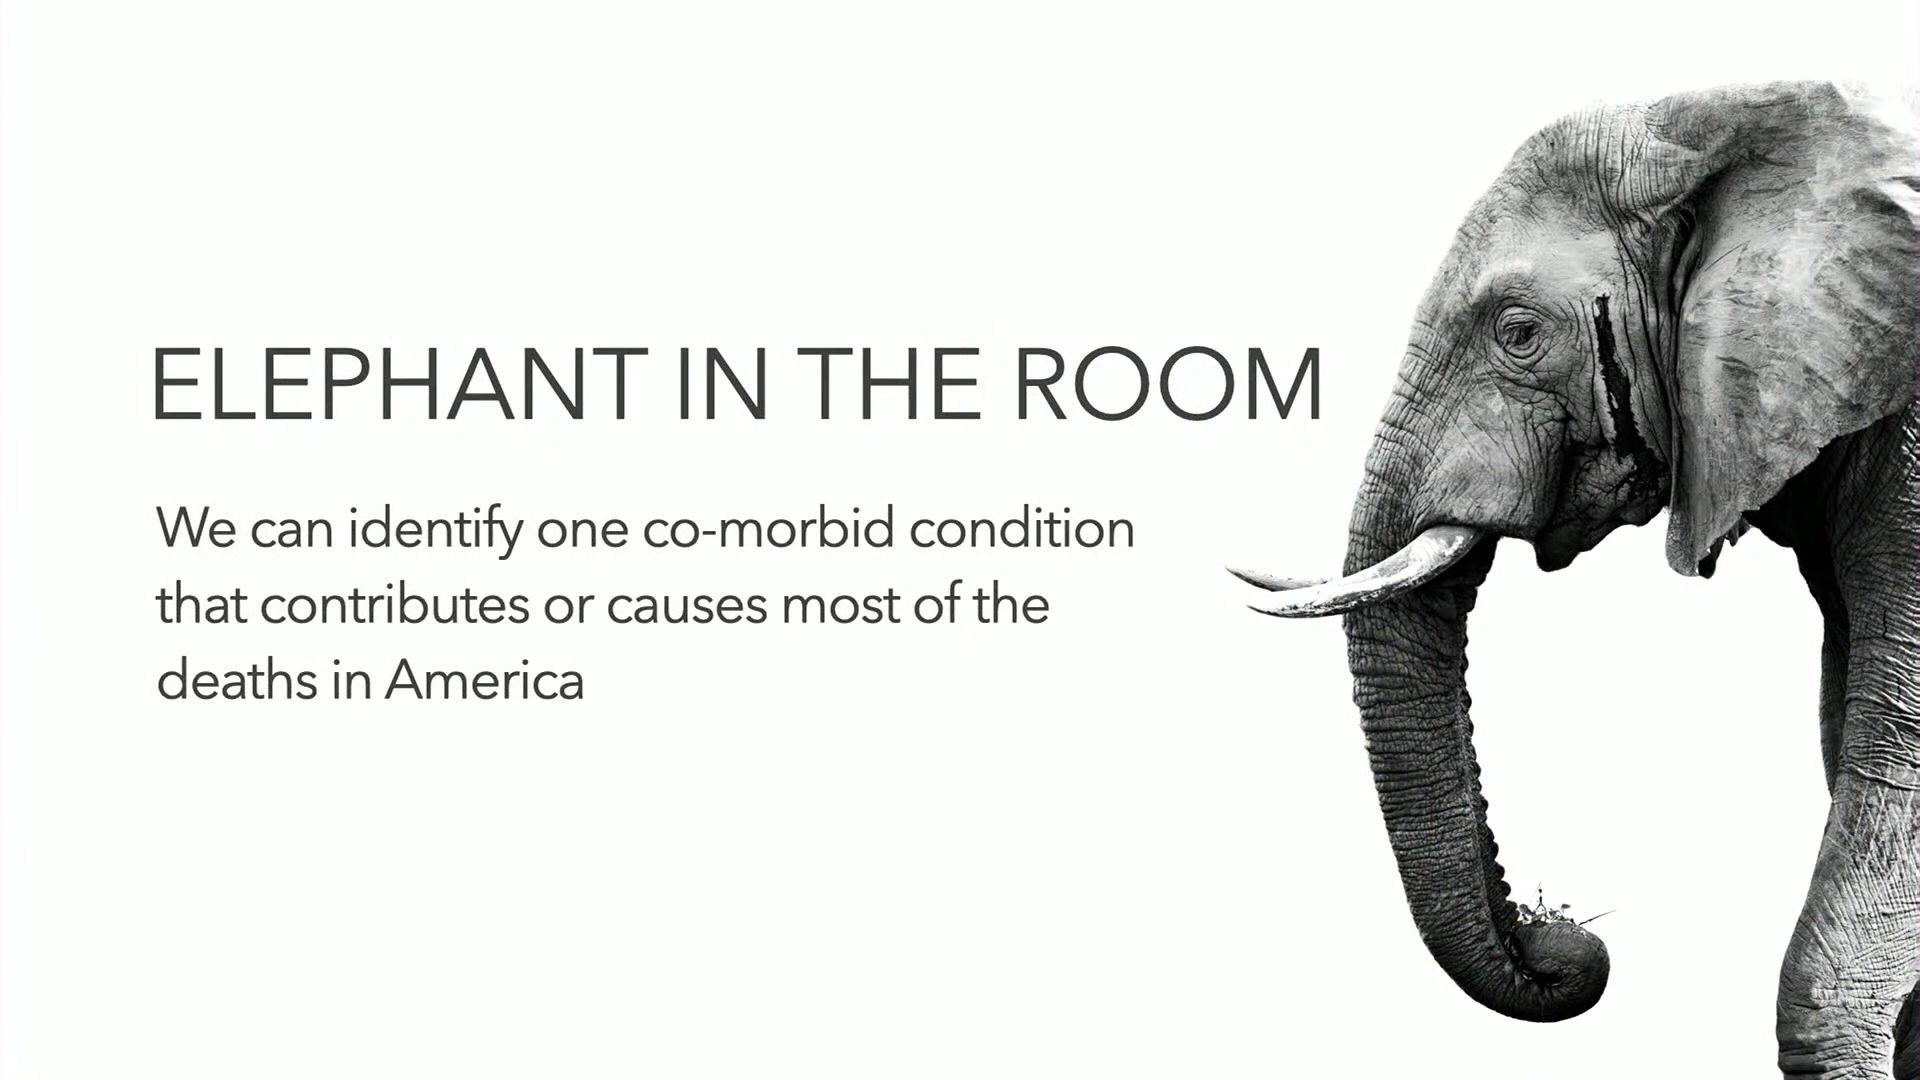 ELEPHANT IN THE ROOM
We can identify one co-morbid condition
that contributes or causes most of the
deaths in America